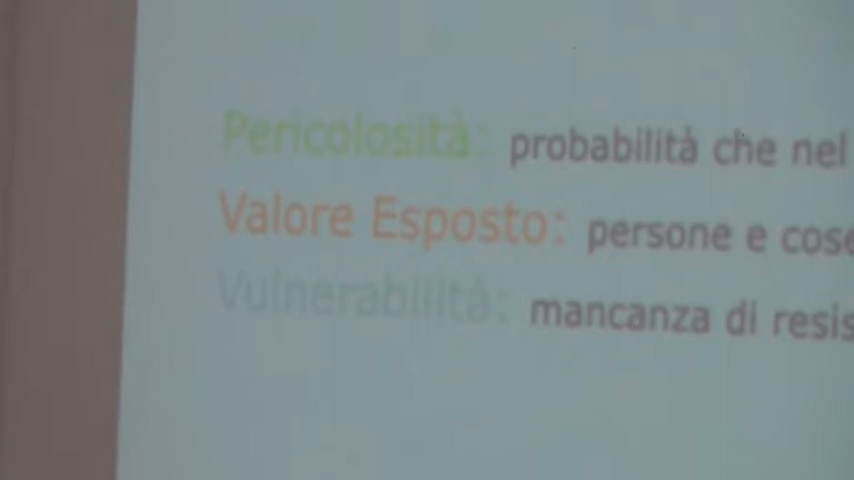 Pericolosità: probabilità che nel
Valore Esposto: persone e cose
Vulnerabilità: mancanza di resis